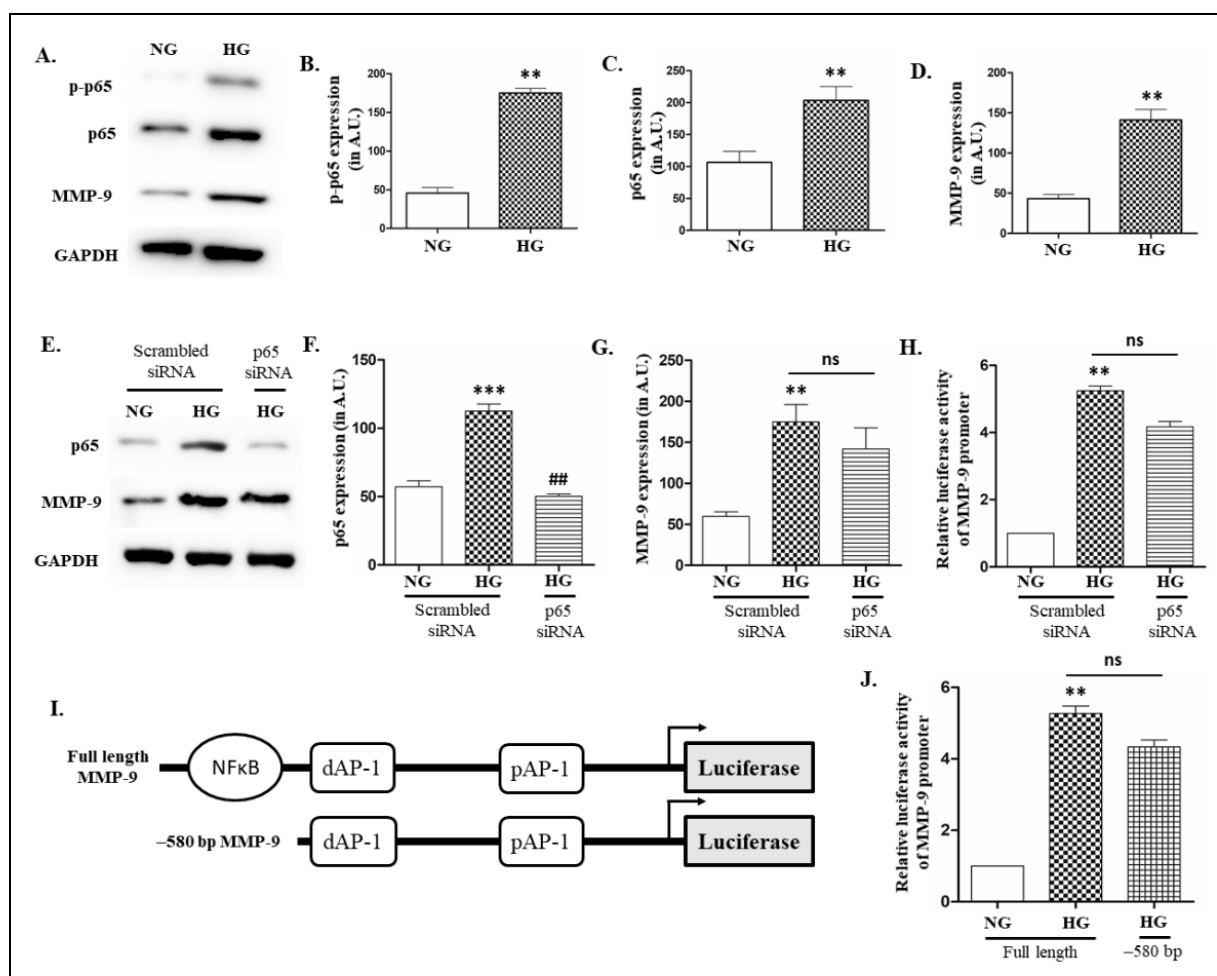 A.
NG HG
p-p65
p65
MMP-9
GAPDH
B.
p-p65 expression
(in A.U.)
200
150
100
50
0
**
NG HG
C.
p65 expression
(in A.U.)
250
200
150
100
50
0
**
NG HG
D.
MMP-9 expression
(in A.U.)
200
150
100
50
0
**
NG HG
E.
Scrambled
siRNA
p65
siRNA
NG HG HG
p65
MMP-9
GAPDH
F.
p65 expression (in A.U.)
150
100
50
0
***
##
NG HG HG
Scrambled
siRNA
p65
siRNA
G.
MMP-9 expression (in A.U.)
250
200
150
100
50
0
**
ns
NG HG HG
Scrambled
siRNA
p65
siRNA
H.
Relative luciferase activity
of MMP-9 promoter
6
4
2
0
**
ns
NG HG HG
Scrambled
siRNA
p65
siRNA
I.
Full length
MMP-9
NFκB dAP-1 pAP-1 Luciferase
–580 bp MMP-9
dAP-1 pAP-1 Luciferase
J.
Relative luciferase activity
of MMP-9 promoter
6
4
2
0
**
ns
NG HG HG
Full length –580 bp